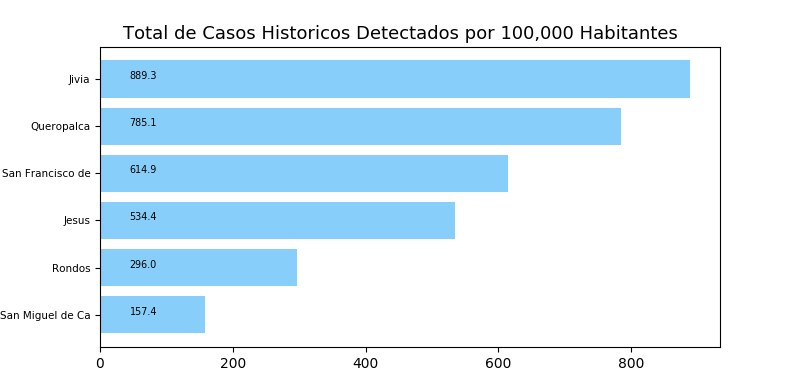 Total de Casos Historicos Detectados por 100,000 Habitantes
Jivia 889.3
Queropalca 785.1
San Francisco de 614.9
Jesus 534.4
Rondos 296.0
San Miguel de Ca 157.4
0 200 400 600 800